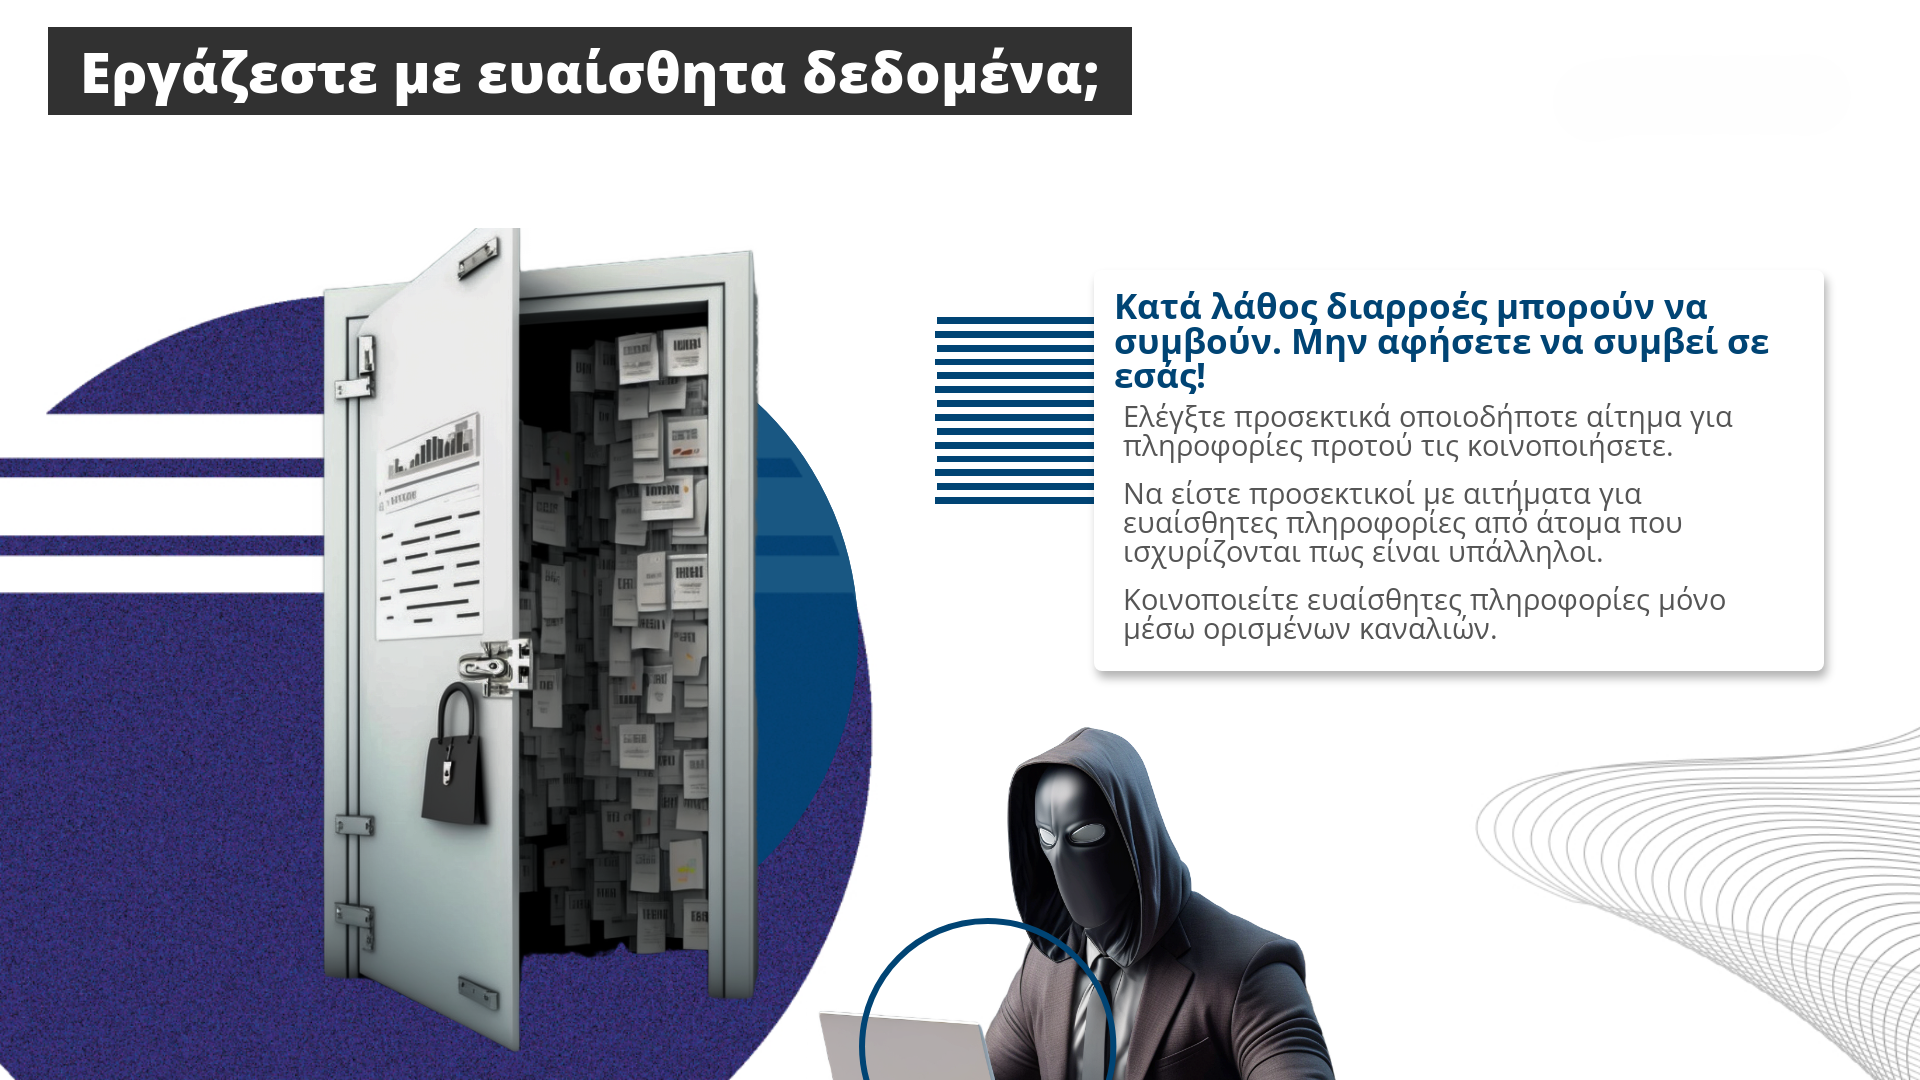 Εργάζεστε με ευαίσθητα δεδομένα;
Κατά λάθος διαρροές μπορούν να
συμβούν. Μην αφήσετε να συμβεί σε
εσάς!
Ελέγξτε προσεκτικά οποιοδήποτε αίτημα για
πληροφορίες προτού τις κοινοποιήσετε.
Να είστε προσεκτικοί με αιτήματα για
ευαίσθητες πληροφορίες από άτομα που
ισχυρίζονται πως είναι υπάλληλοι.
Κοινοποιείτε ευαίσθητες πληροφορίες μόνο
μέσω ορισμένων καναλιών.